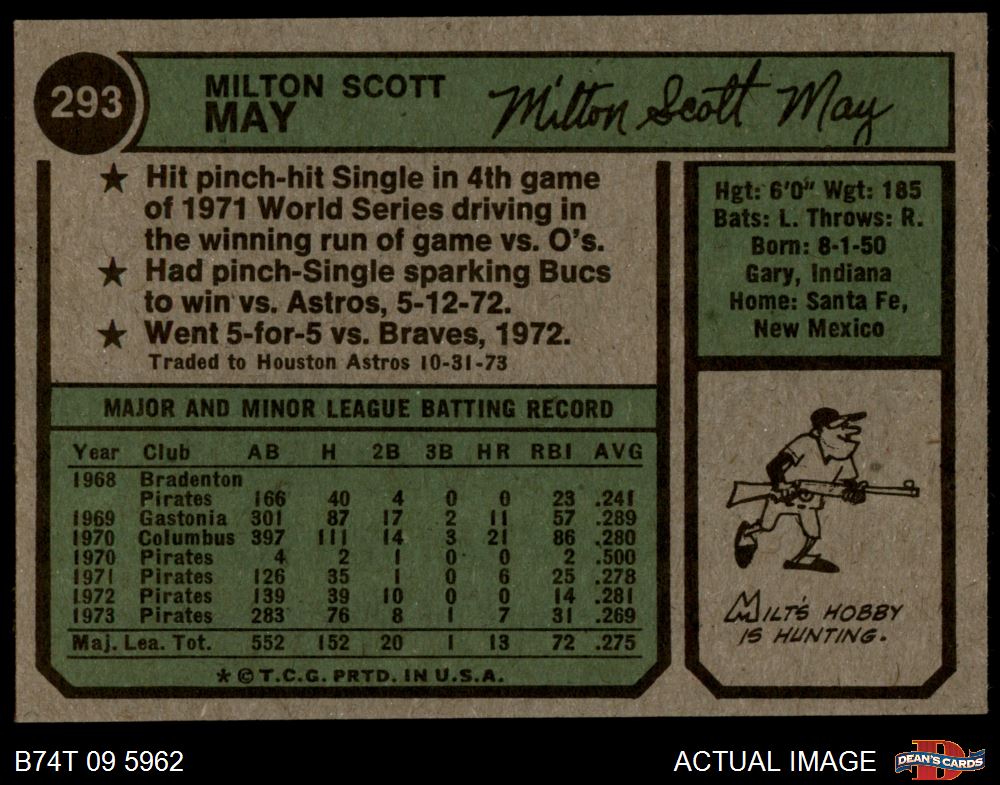 293
MILTON SCOTT
MAY
Milton Scott May
★ Hit pinch-hit Single in 4th game
of 1971 World Series driving in
the winning run of game vs. O's.
★ Had pinch-Single sparking Bucs
to win vs. Astros, 5-12-72.
★ Went 5-for-5 vs. Braves, 1972.
Traded to Houston Astros 10-31-73
Hgt: 6'0" Wgt: 185
Bats: L. Throws: R.
Born: 8-1-50
Gary, Indiana
Home: Santa Fe,
New Mexico
MAJOR AND MINOR LEAGUE BATTING RECORD
Year Club AB H 2B 3B HR RBI AVG
1968 Bradenton
Pirates 166 40 4 0 0 23 .241
1969 Gastonia 301 87 17 2 11 57 .289
1970 Columbus 397 111 14 3 21 86 .280
1970 Pirates 4 2 1 0 0 2 .500
1971 Pirates 126 35 1 0 6 25 .278
1972 Pirates 139 39 10 0 0 14 .281
1973 Pirates 283 76 8 1 7 31 .269
Maj. Lea. Tot. 552 152 20 1 13 72 .275
* © T.C.G. PRTD. IN U.S.A.
MILT'S HOBBY
IS HUNTING.
B74T 09 5962
ACTUAL IMAGE
D
DEAN'S CARDS